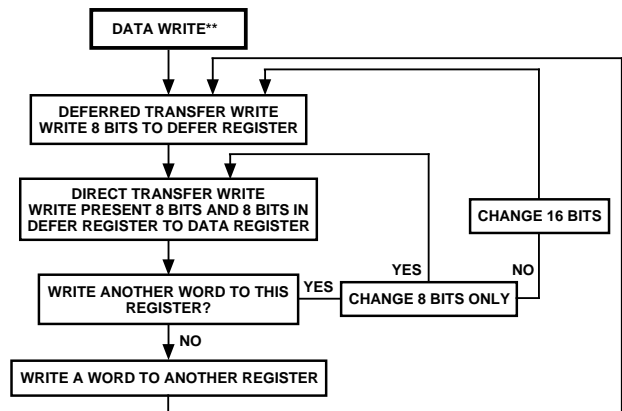 DATA WRITE**
DEFERRED TRANSFER WRITE
WRITE 8 BITS TO DEFER REGISTER
DIRECT TRANSFER WRITE
WRITE PRESENT 8 BITS AND 8 BITS IN
DEFER REGISTER TO DATA REGISTER
CHANGE 16 BITS
WRITE ANOTHER WORD TO THIS
REGISTER?
YES
YES
CHANGE 8 BITS ONLY
NO
NO
WRITE A WORD TO ANOTHER REGISTER